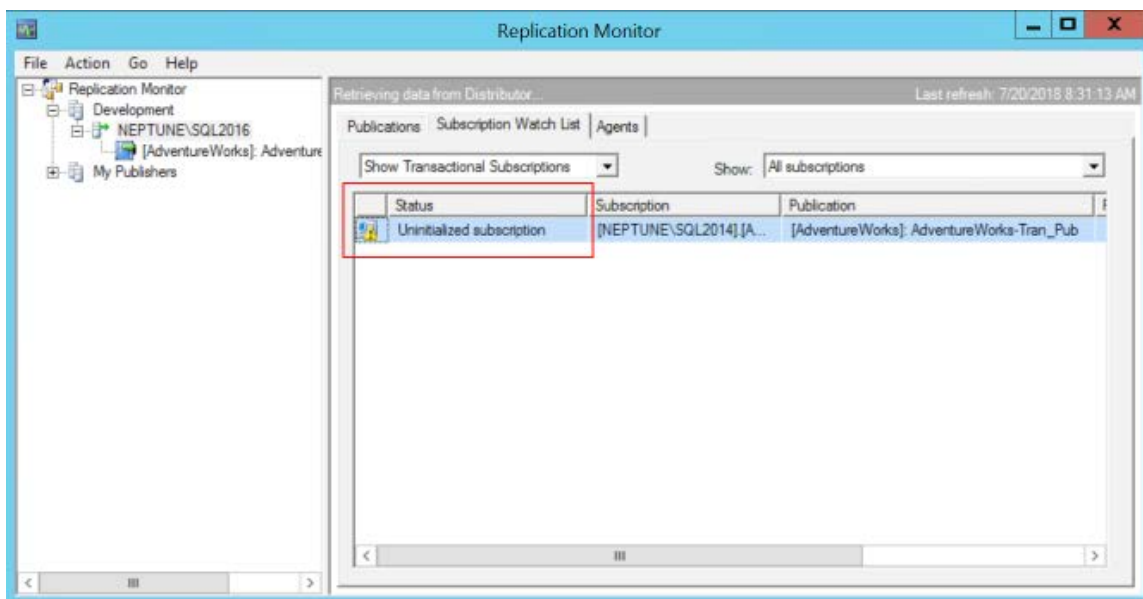 Replication Monitor
File Action Go Help
Replication Monitor
Development
NEPTUNE\SQL2016
[AdventureWorks]: Adventure
My Publishers
Retrieving data from Distributor...
Last refresh: 7/20/2018 8:31:13 AM
Publications Subscription Watch List Agents
Show Transactional Subscriptions Show: All subscriptions
Status Subscription Publication F
Uninitialized subscription [NEPTUNE\SQL2014].[A... [AdventureWorks]: AdventureWorks-Tran_Pub